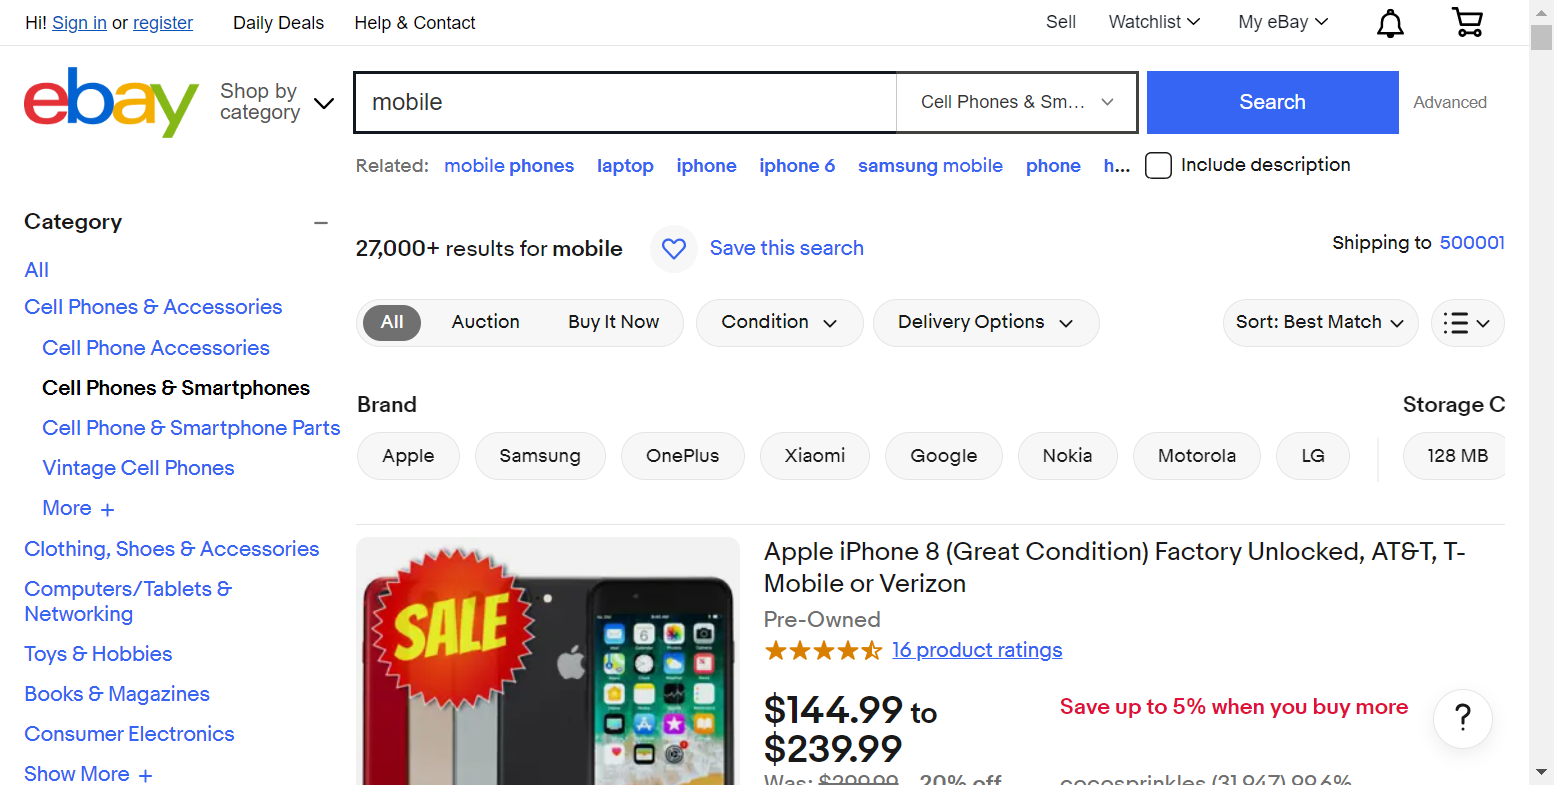 Hi! Sign in or register
Daily Deals
Help & Contact
Sell
Watchlist
My eBay
ebay
Shop by
category
mobile
Cell Phones & Sm...
Search
Advanced
Related: mobile phones laptop iphone iphone 6 samsung mobile phone h...
Include description
Category
All
Cell Phones & Accessories
Cell Phone Accessories
Cell Phones & Smartphones
Cell Phone & Smartphone Parts
Vintage Cell Phones
More +
Clothing, Shoes & Accessories
Computers/Tablets &
Networking
Toys & Hobbies
Books & Magazines
Consumer Electronics
Show More +
27,000+ results for mobile
Save this search
Shipping to 500001
All
Auction
Buy It Now
Condition
Delivery Options
Sort: Best Match
Brand
Storage C
Apple
Samsung
OnePlus
Xiaomi
Google
Nokia
Motorola
LG
128 MB
SALE
Apple iPhone 8 (Great Condition) Factory Unlocked, AT&T, T-
Mobile or Verizon
Pre-Owned
16 product ratings
$144.99 to
$239.99
Save up to 5% when you buy more
Was: $299.99 20% off
cocosprinkles (31,947) 99.6%
?